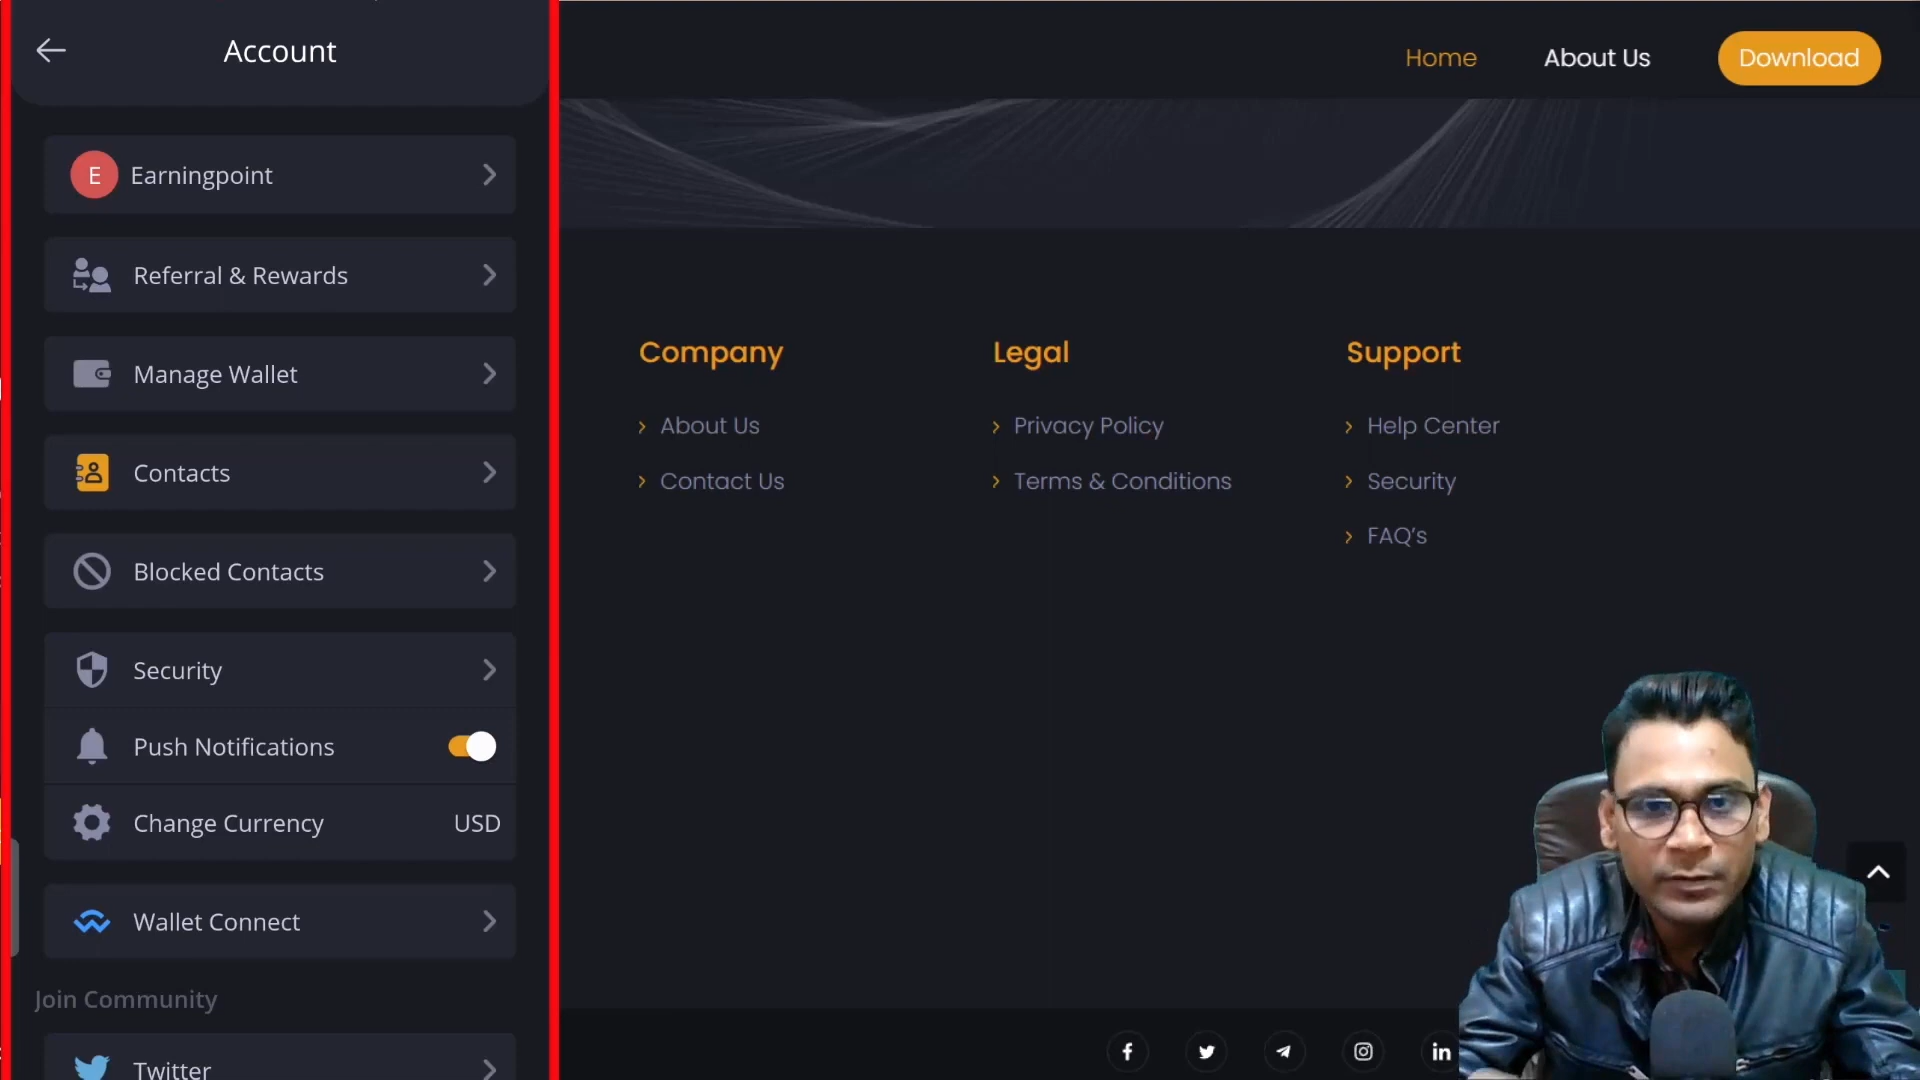 Account
E Earningpoint
Referral & Rewards
Manage Wallet
Contacts
Blocked Contacts
Security
Push Notifications
Change Currency USD
Wallet Connect
Join Community
Twitter
Home About Us Download
Company
About Us
Contact Us
Legal
Privacy Policy
Terms & Conditions
Support
Help Center
Security
FAQ's